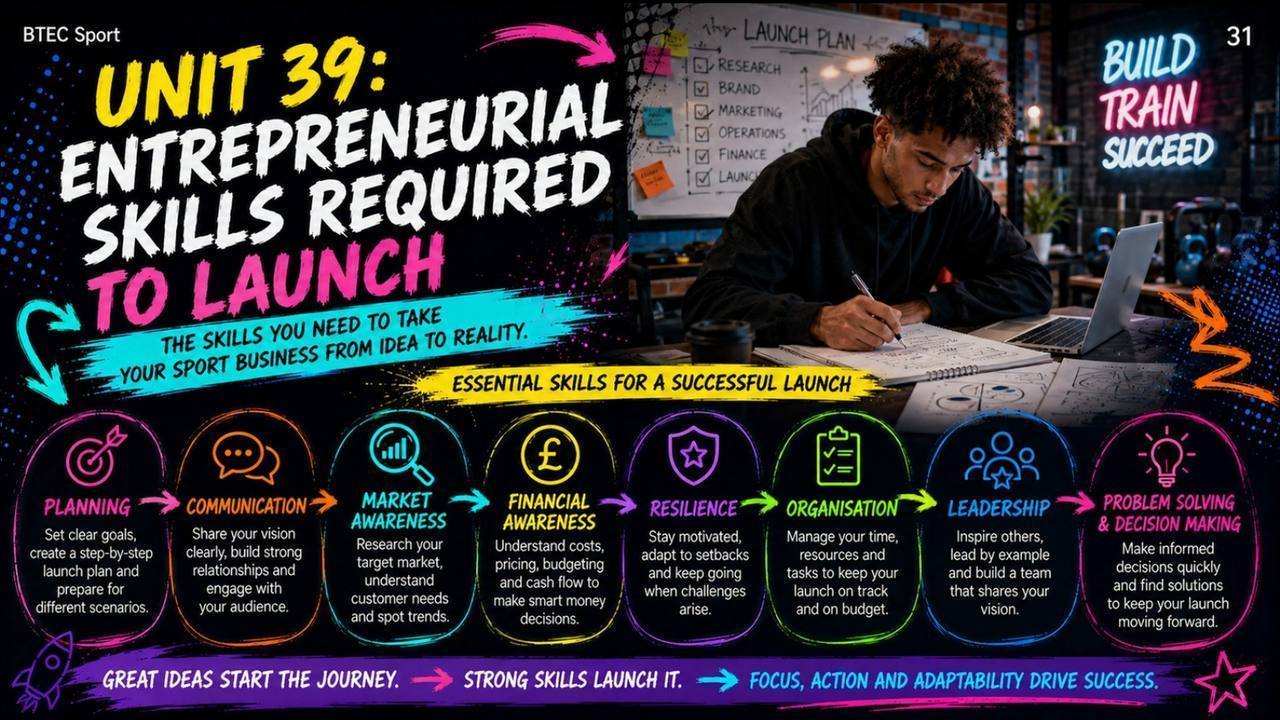 BTEC Sport
31
UNIT 39:
ENTREPRENEURIAL
SKILLS REQUIRED
TO LAUNCH
THE SKILLS YOU NEED TO TAKE
YOUR SPORT BUSINESS FROM IDEA TO REALITY.
LAUNCH PLAN
RESEARCH
BRAND
MARKETING
OPERATIONS
FINANCE
LAUNC
BUILD
TRAIN
SUCCEED
ESSENTIAL SKILLS FOR A SUCCESSFUL LAUNCH
PLANNING
Set clear goals,
create a step-by-step
launch plan and
prepare for
different scenarios.
COMMUNICATION
Share your vision
clearly, build strong
relationships and
engage with
your audience.
MARKET
AWARENESS
Research your
target market,
understand
customer needs
and spot trends.
£
FINANCIAL
AWARENESS
Understand costs,
pricing, budgeting
and cash flow to
make smart money
decisions.
RESILIENCE
Stay motivated,
adapt to setbacks
and keep going
when challenges
arise.
ORGANISATION
Manage your time,
resources and
tasks to keep your
launch on track
and on budget.
LEADERSHIP
Inspire others,
lead by example
and build a team
that shares your
vision.
PROBLEM SOLVING
& DECISION MAKING
Make informed
decisions quickly
and find solutions
to keep your launch
moving forward.
GREAT IDEAS START THE JOURNEY.
STRONG SKILLS LAUNCH IT.
FOCUS, ACTION AND ADAPTABILITY DRIVE SUCCESS.